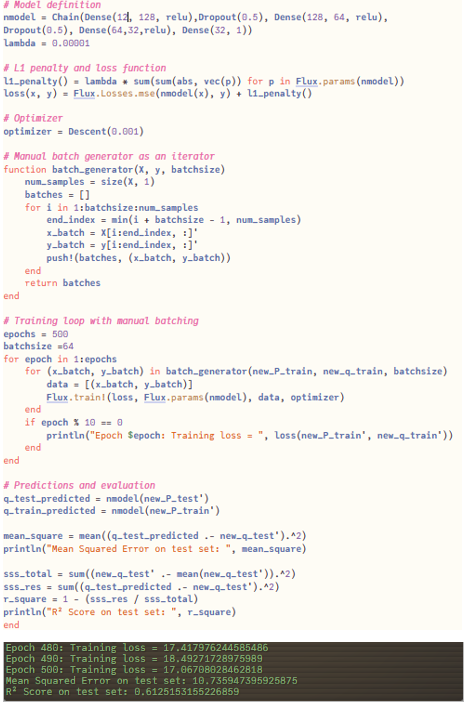 # Model definition
nmodel = Chain(Dense(12, 128, relu),Dropout(0.5), Dense(128, 64, relu),
Dropout(0.5), Dense(64,32,relu), Dense(32, 1))
lambda = 0.00001
# L1 penalty and loss function
l1_penalty() = lambda * sum(sum(abs, vec(p)) for p in Flux.params(nmodel))
loss(x, y) = Flux.Losses.mse(nmodel(x), y) + l1_penalty()
# Optimizer
optimizer = Descent(0.001)
# Manual batch generator as an iterator
function batch_generator(X, y, batchsize)
    num_samples = size(X, 1)
    batches = []
    for i in 1:batchsize:num_samples
        end_index = min(i + batchsize - 1, num_samples)
        x_batch = X[i:end_index, :]'
        y_batch = y[i:end_index, :]'
        push!(batches, (x_batch, y_batch))
    end
    return batches
end
# Training loop with manual batching
epochs = 500
batchsize =64
for epoch in 1:epochs
    for (x_batch, y_batch) in batch_generator(new_P_train, new_q_train, batchsize)
        data = [(x_batch, y_batch)]
        Flux.train!(loss, Flux.params(nmodel), data, optimizer)
    end
    if epoch % 10 == 0
        println("Epoch $epoch: Training loss = ", loss(new_P_train', new_q_train'))
    end
end
# Predictions and evaluation
q_test_predicted = nmodel(new_P_test')
q_train_predicted = nmodel(new_P_train')
mean_square = mean((q_test_predicted .- new_q_test').^2)
println("Mean Squared Error on test set: ", mean_square)
sss_total = sum((new_q_test' .- mean(new_q_test')).^2)
sss_res = sum((q_test_predicted .- new_q_test').^2)
r_square = 1 - (sss_res / sss_total)
println("R² Score on test set: ", r_square)
end
Epoch 480: Training loss = 17.417976244585486
Epoch 490: Training loss = 18.49271728975989
Epoch 500: Training loss = 17.06708028462818
Mean Squared Error on test set: 10.735947395925875
R² Score on test set: 0.6125153155226859